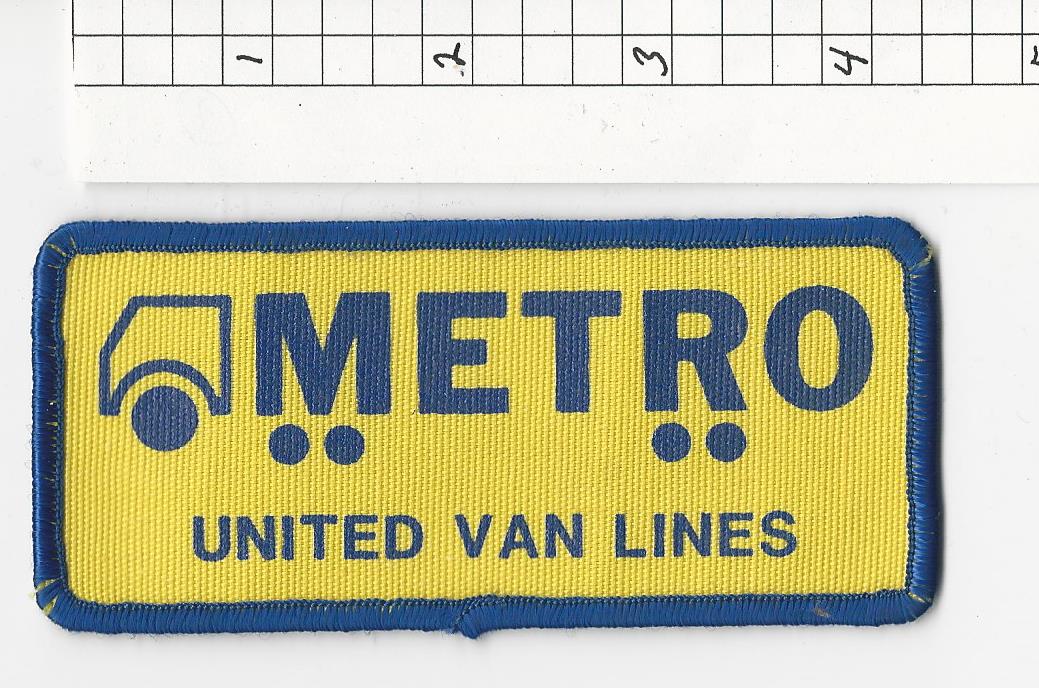 1 2 3 4
METRO
UNITED VAN LINES